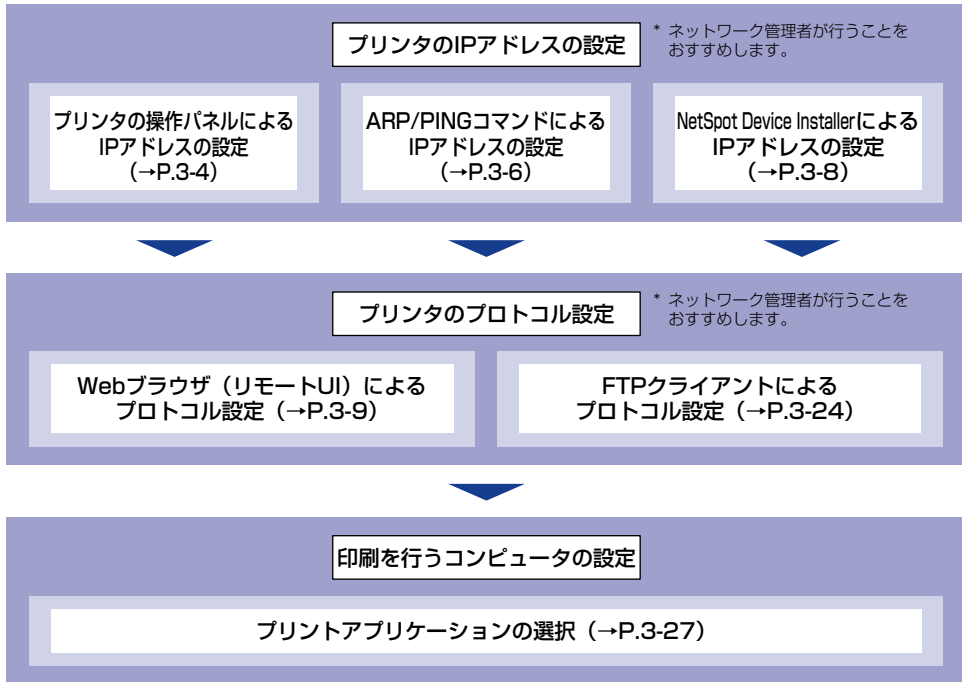 プリンタのIPアドレスの設定
* ネットワーク管理者が行うことを
おすすめします。
プリンタの操作パネルによる
IPアドレスの設定
（→P.3-4）
ARP/PINGコマンドによる
IPアドレスの設定
（→P.3-6）
NetSpot Device Installerによる
IPアドレスの設定
（→P.3-8）
プリンタのプロトコル設定
* ネットワーク管理者が行うことを
おすすめします。
Webブラウザ（リモートUI）による
プロトコル設定（→P.3-9）
FTPクライアントによる
プロトコル設定（→P.3-24）
印刷を行うコンピュータの設定
プリントアプリケーションの選択（→P.3-27）